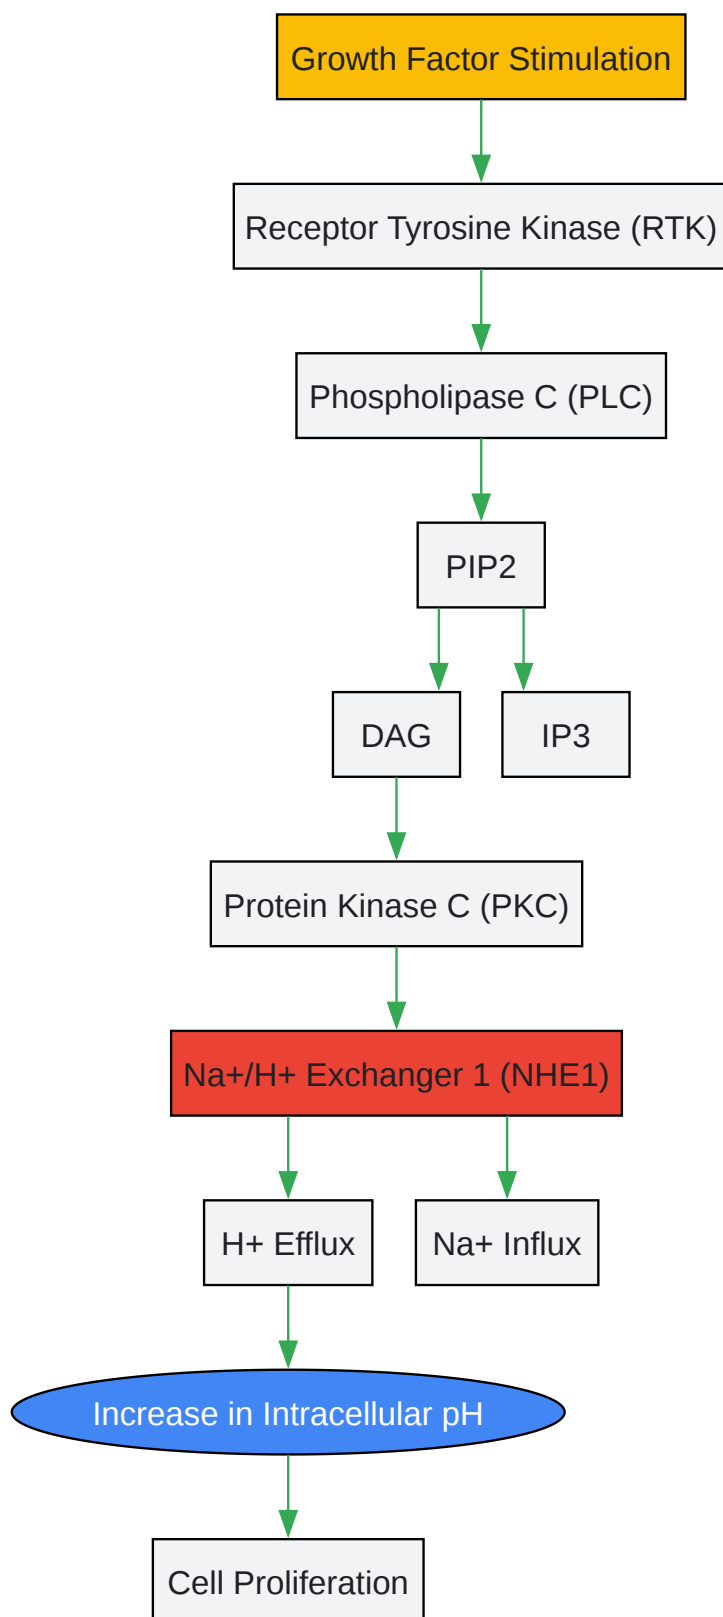 Growth Factor Stimulation
Receptor Tyrosine Kinase (RTK)
Phospholipase C (PLC)
PIP2
DAG
IP3
Protein Kinase C (PKC)
Na+/H+ Exchanger 1 (NHE1)
H+ Efflux
Na+ Influx
Increase in Intracellular pH
Cell Proliferation